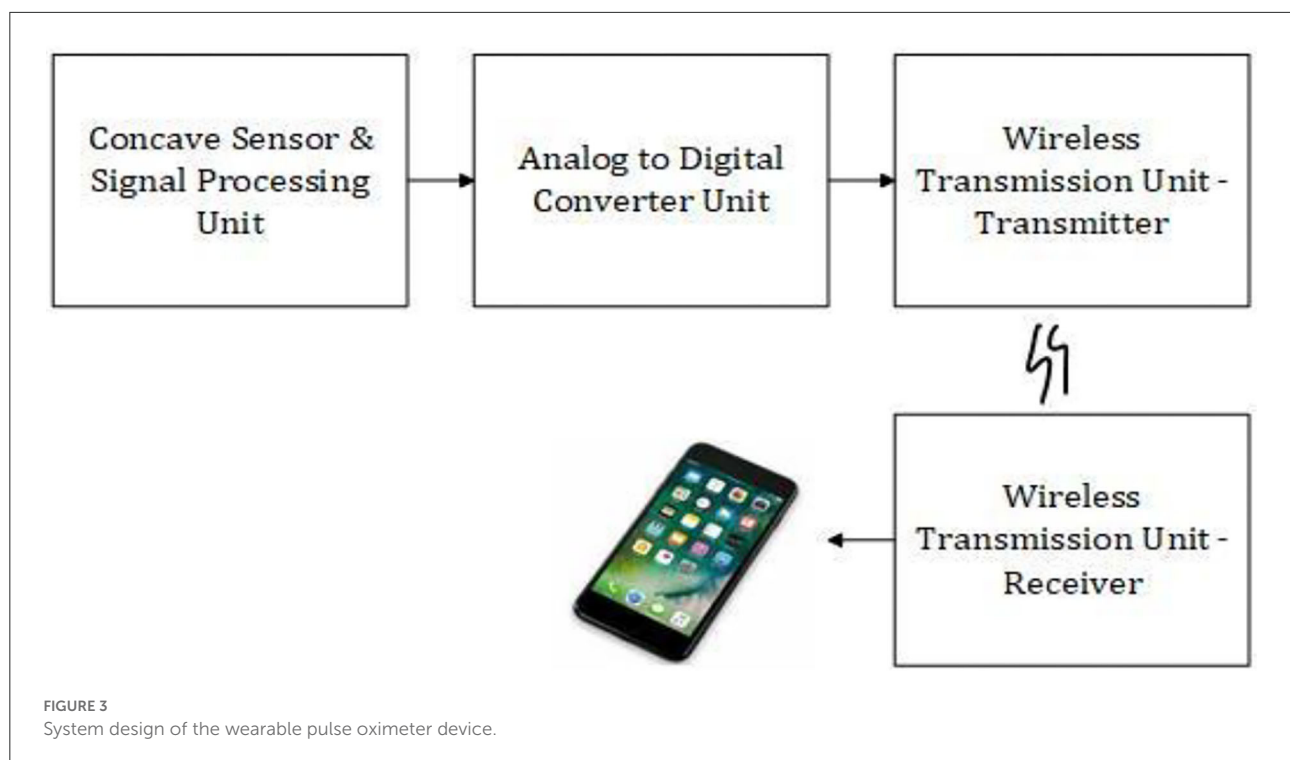 Concave Sensor &
Signal Processing
Unit
Analog to Digital
Converter Unit
Wireless
Transmission Unit -
Transmitter
Wireless
Transmission Unit -
Receiver
FIGURE 3
System design of the wearable pulse oximeter device.